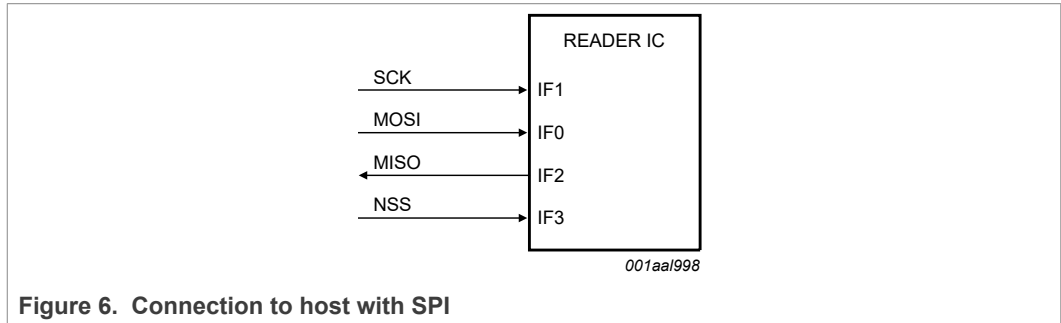 READER IC
SCK
IF1
MOSI
IF0
MISO
IF2
NSS
IF3
001aal998
Figure 6. Connection to host with SPI